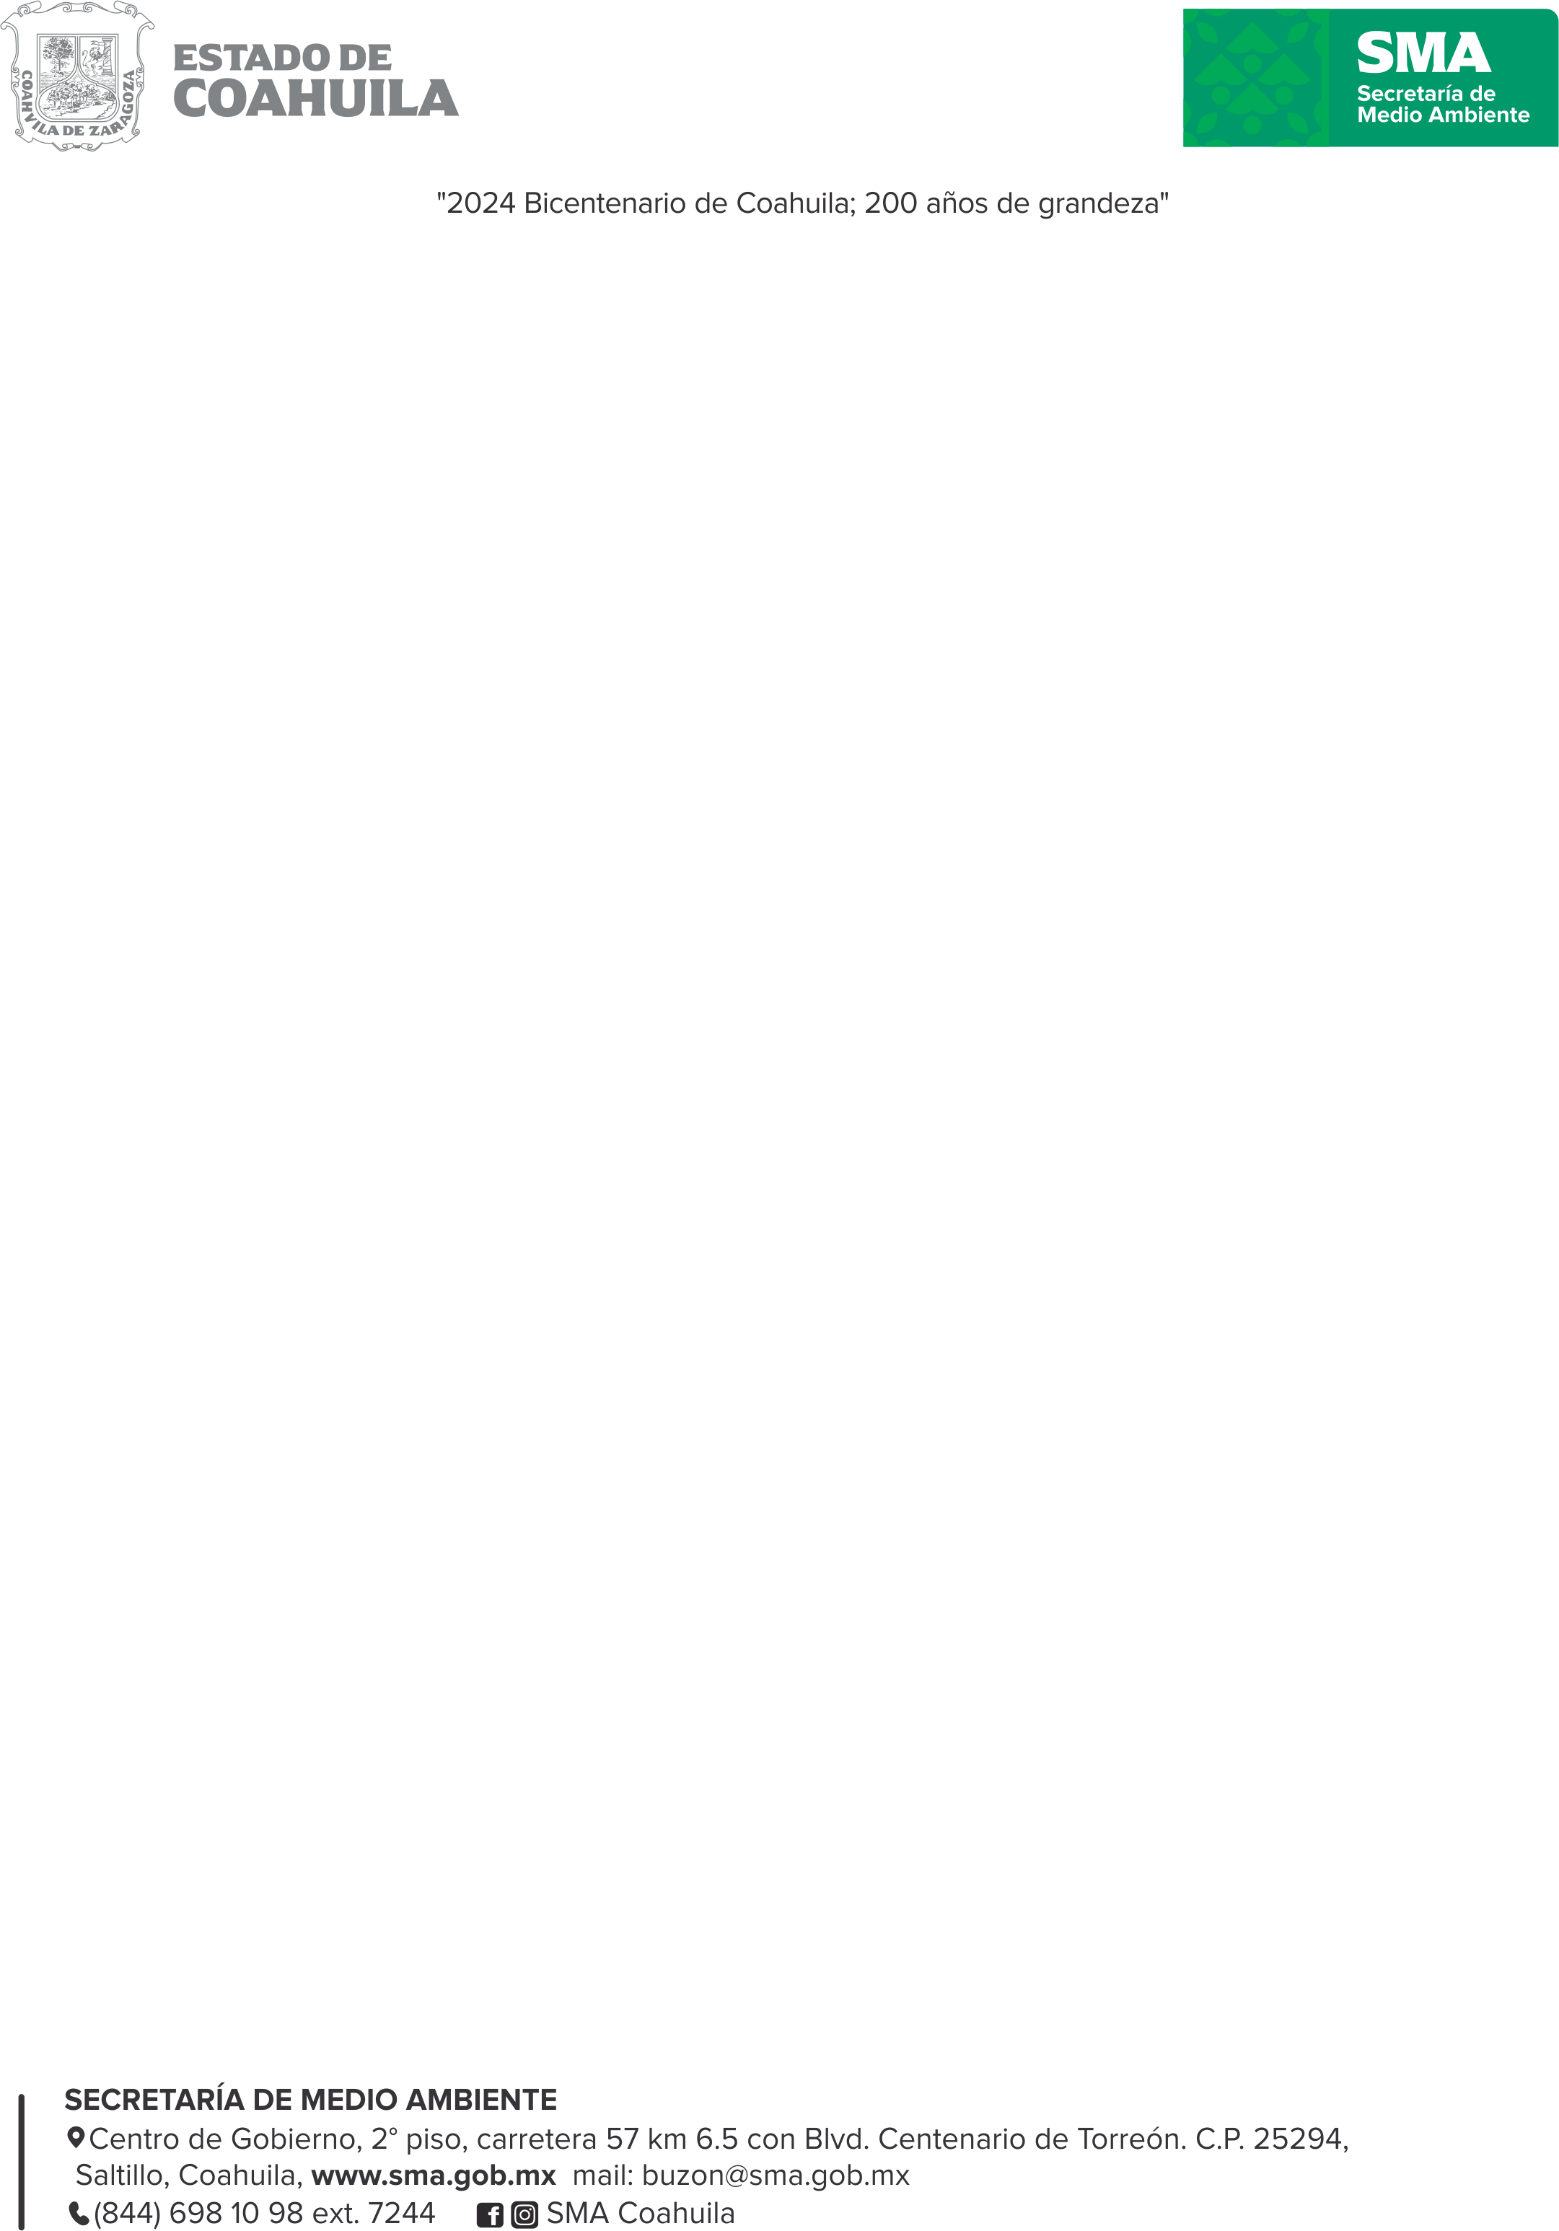 COAHVILA DE ZARAGOZA
ESTADO DE
COAHUILA
SMA
Secretaría de
Medio Ambiente
"2024 Bicentenario de Coahuila; 200 años de grandeza"
SECRETARÍA DE MEDIO AMBIENTE
Centro de Gobierno, 2° piso, carretera 57 km 6.5 con Blvd. Centenario de Torreón. C.P. 25294,
Saltillo, Coahuila, www.sma.gob.mx mail: buzon@sma.gob.mx
(844) 698 10 98 ext. 7244 SMA Coahuila